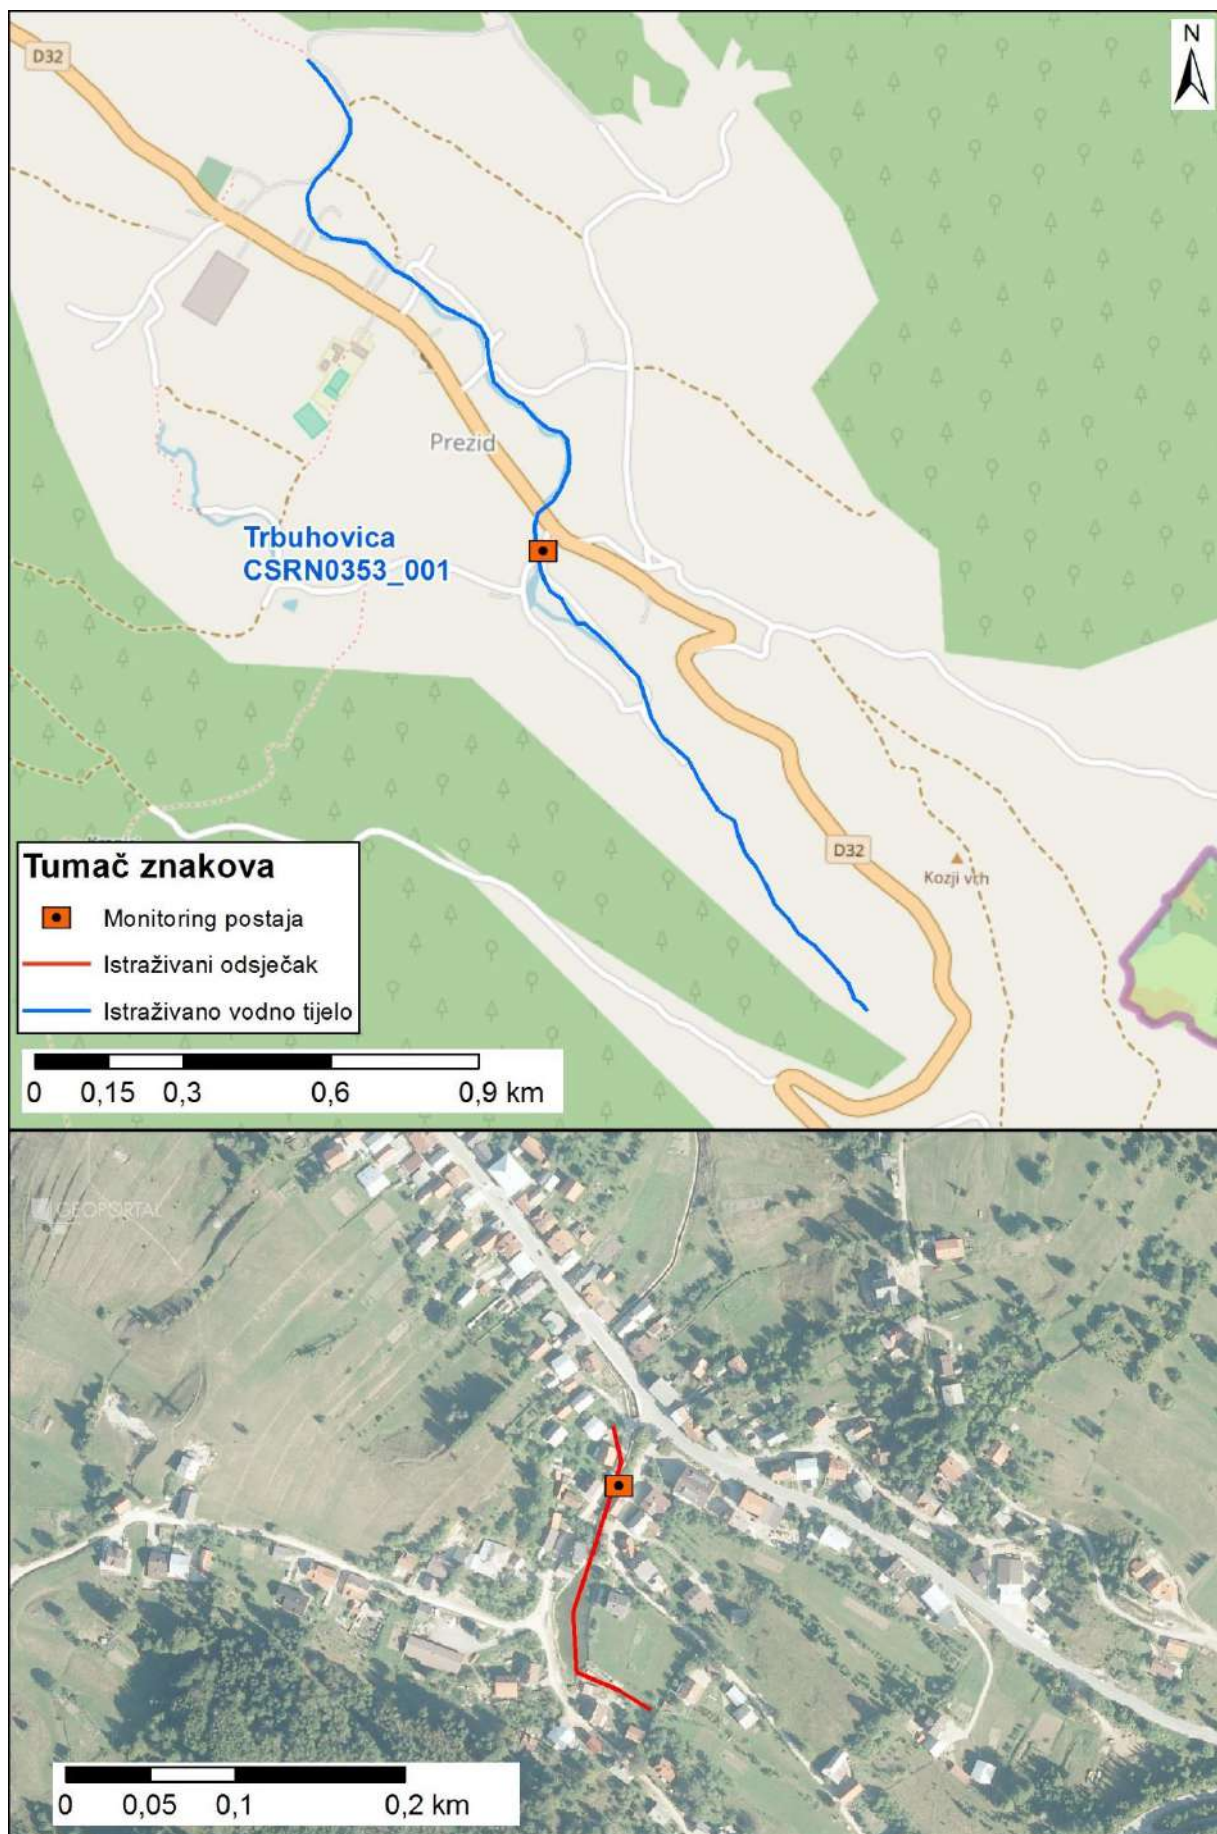 N
D32
Prezid
Trbuhovica
CSRN0353_001
D32
Kozji vrh
Tumač znakova
Monitoring postaja
Istraživani odsječak
Istraživano vodno tijelo
0 0,15 0,3 0,6 0,9 km
GEOPORTAL
0 0,05 0,1 0,2 km